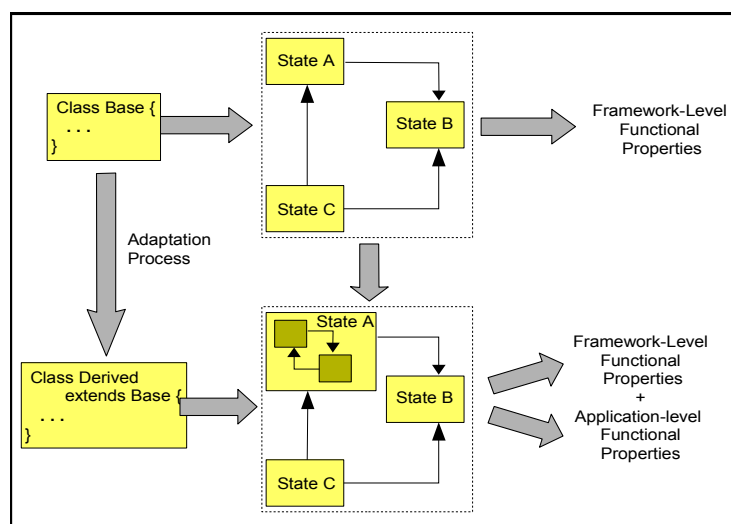 Class Base {
. . .
}
State A
State B
State C
Framework-Level
Functional
Properties
Adaptation
Process
Class Derived
extends Base {
. . .
}
State A
State B
State C
Framework-Level
Functional
Properties
+
Application-level
Functional
Properties